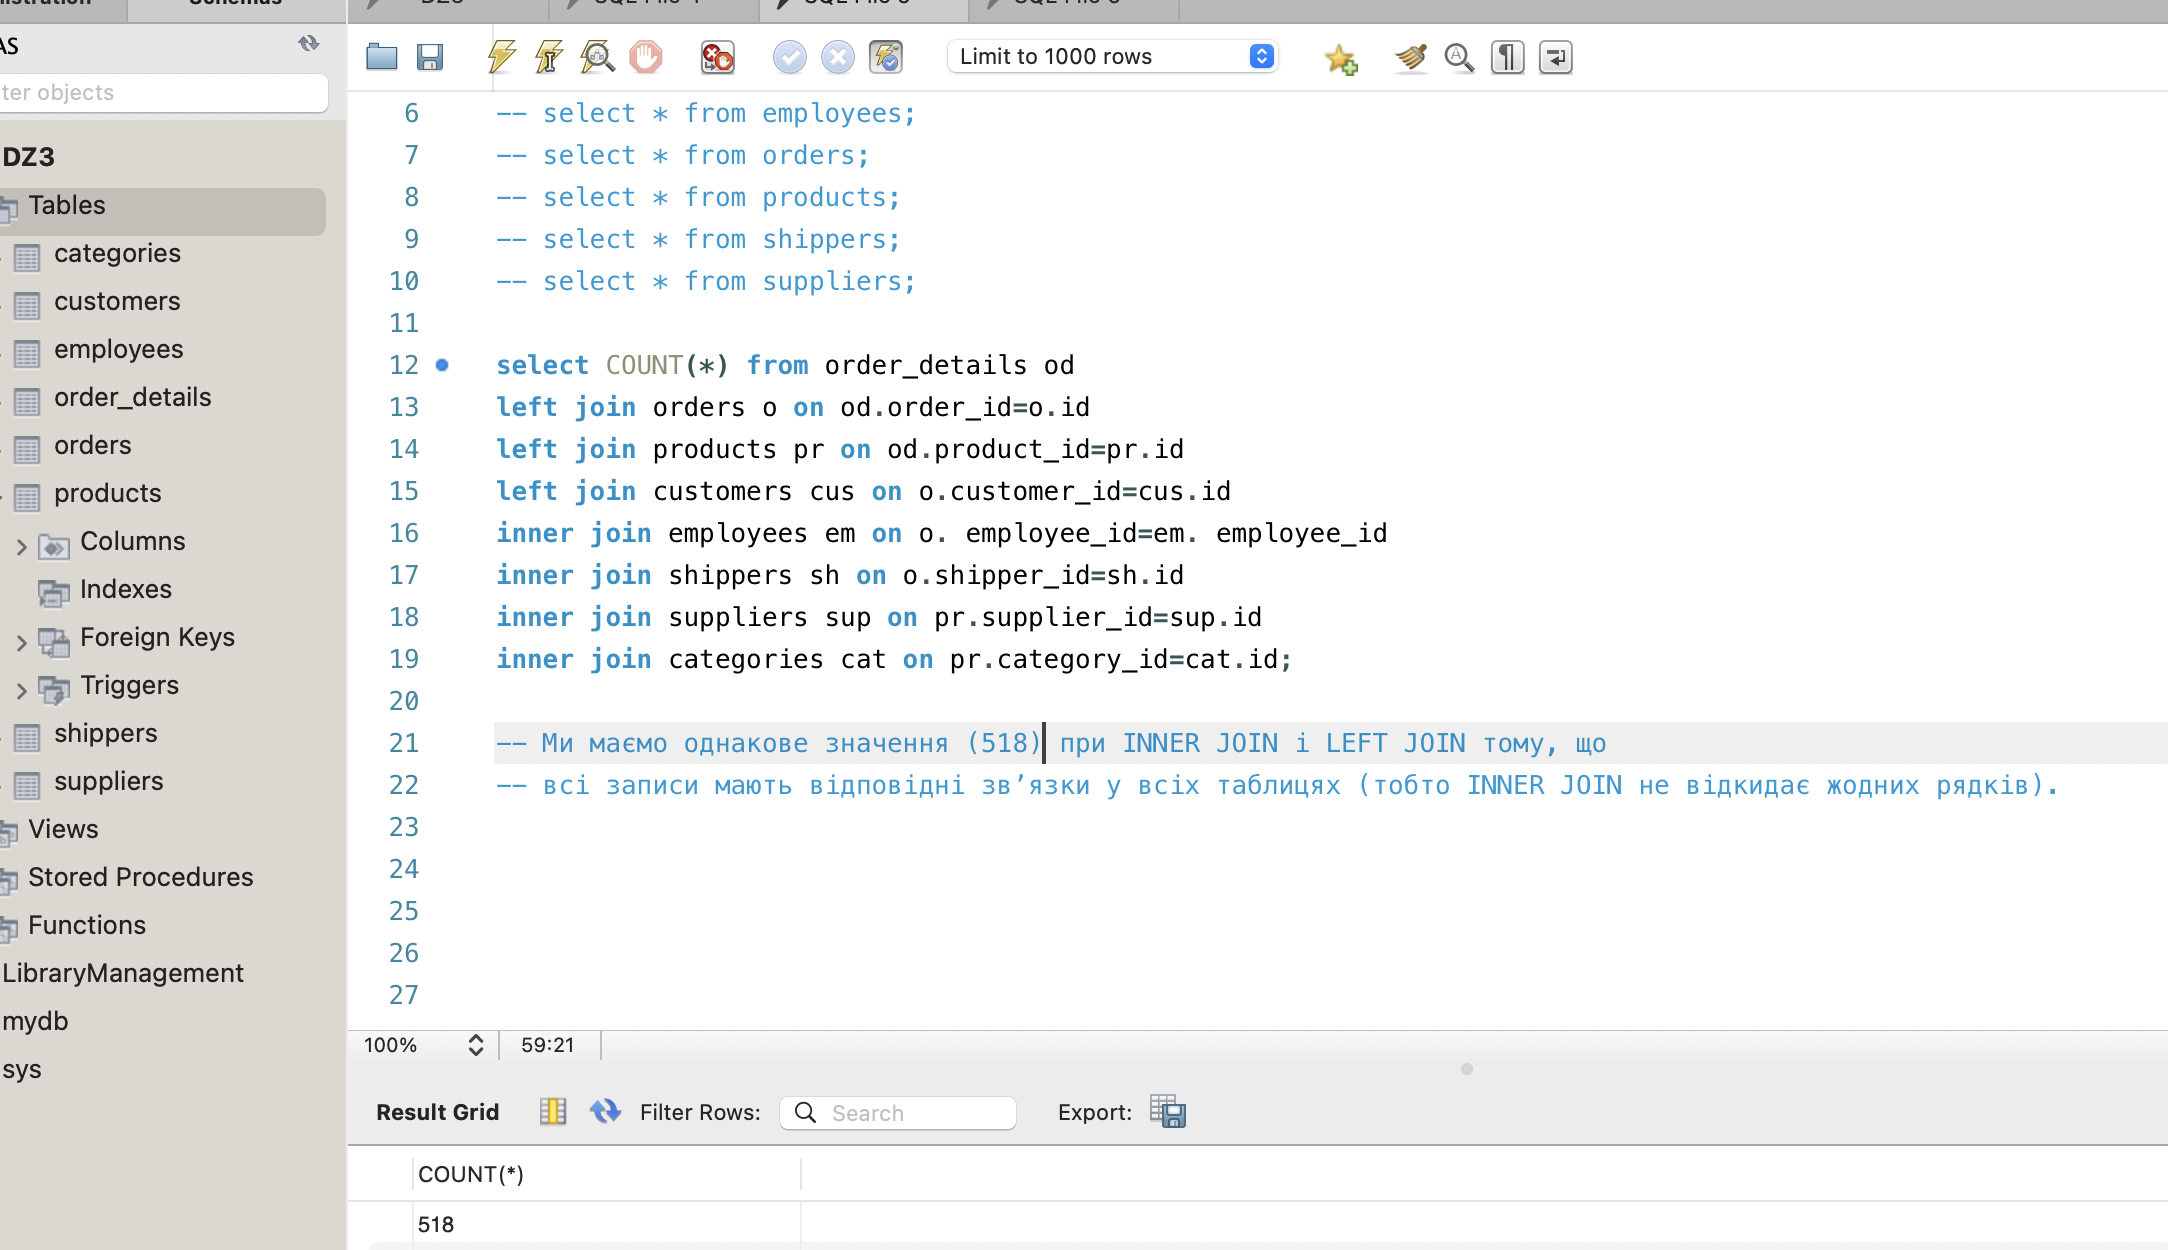 Schemas
AS
ter objects
DZ3
Tables
categories
customers
employees
order_details
orders
products
Columns
Indexes
Foreign Keys
Triggers
shippers
suppliers
Views
Stored Procedures
Functions
LibraryManagement
mydb
sys
Limit to 1000 rows
6 -- select * from employees;
7 -- select * from orders;
8 -- select * from products;
9 -- select * from shippers;
10 -- select * from suppliers;
11
12 select COUNT(*) from order_details od
13 left join orders o on od.order_id=o.id
14 left join products pr on od.product_id=pr.id
15 left join customers cus on o.customer_id=cus.id
16 inner join employees em on o. employee_id=em. employee_id
17 inner join shippers sh on o.shipper_id=sh.id
18 inner join suppliers sup on pr.supplier_id=sup.id
19 inner join categories cat on pr.category_id=cat.id;
20
21 -- Ми маємо однакове значення (518) при INNER JOIN і LEFT JOIN тому, що
22 -- всі записи мають відповідні зв’язки у всіх таблицях (тобто INNER JOIN не відкидає жодних рядків).
23
24
25
26
27
100% 59:21
Result Grid Filter Rows: Search Export:
COUNT(*)
518